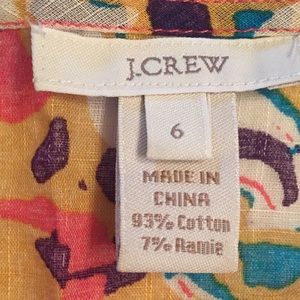 J.CREW
6
MADE IN
CHINA
93% Cotton
7% Ramie